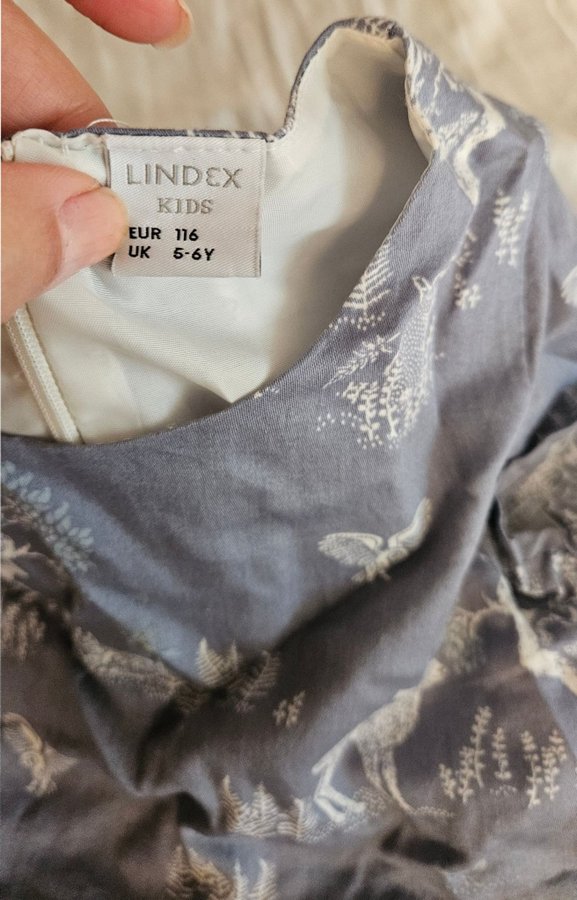 LINDEX
KIDS
EUR 116
UK 5-6Y